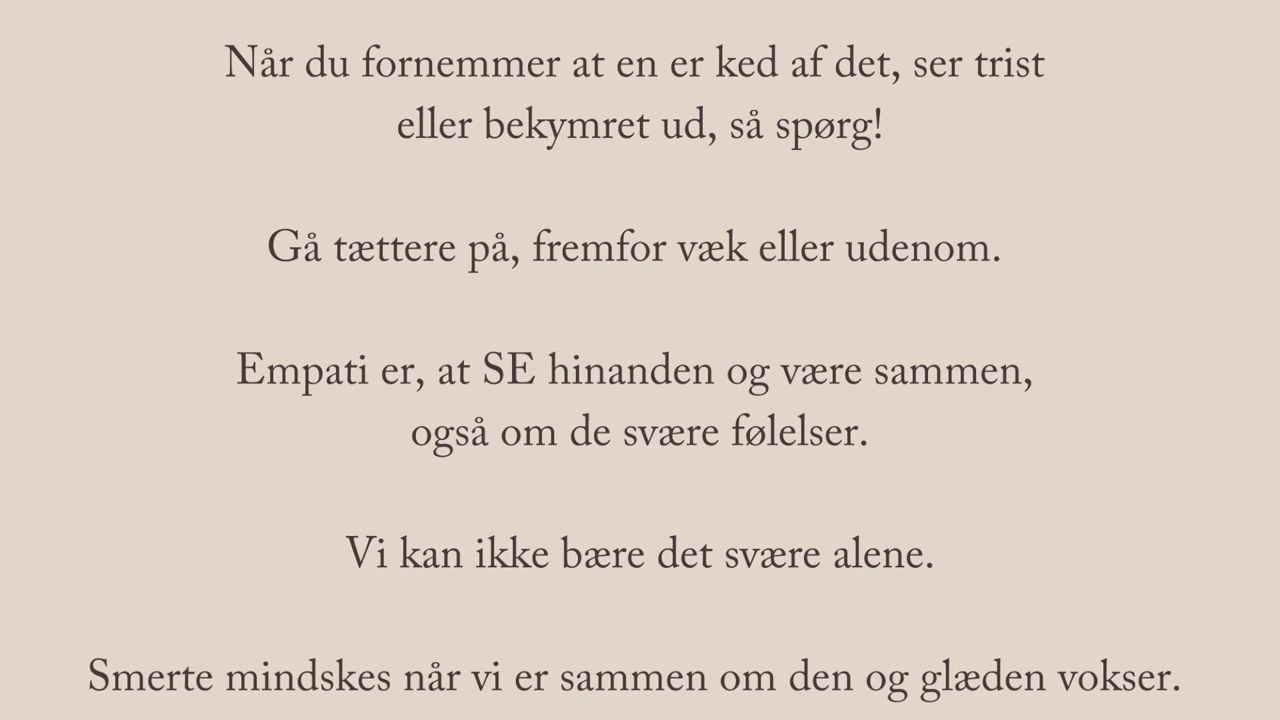 Når du fornemmer at en er ked af det, ser trist
eller bekymret ud, så spørg!
Gå tættere på, fremfor væk eller udenom.
Empati er, at SE hinanden og være sammen,
også om de svære følelser.
Vi kan ikke bære det svære alene.
Smerte mindskes når vi er sammen om den og glæden vokser.